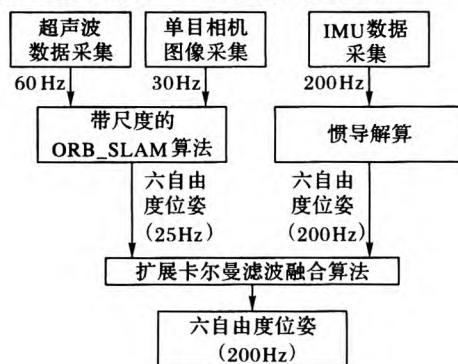 超声波
数据采集
单目相机
图像采集
IMU数据
采集
60Hz
30Hz
200Hz
带尺度的
ORB_SLAM算法
惯导解算
六自由
度位姿
(25Hz)
六自由
度位姿
(200Hz)
扩展卡尔曼滤波融合算法
六自由度位姿
(200Hz)